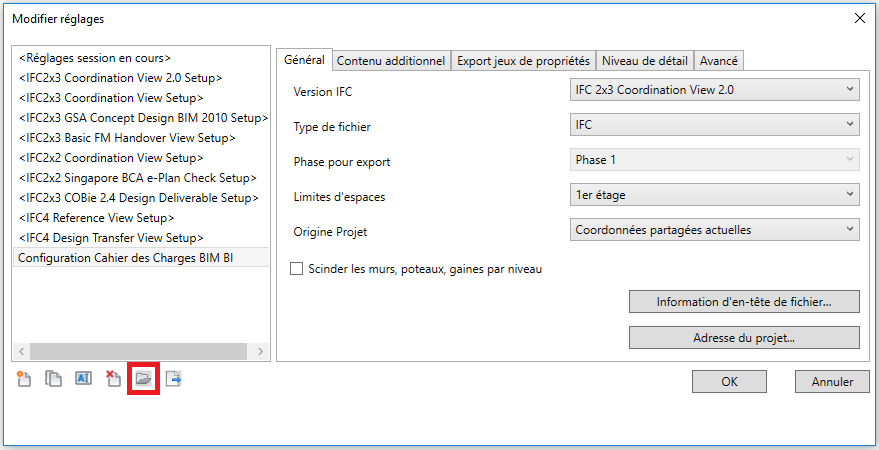 Modifier réglages
<Réglages session en cours>
<IFC2x3 Coordination View 2.0 Setup>
<IFC2x3 Coordination View Setup>
<IFC2x3 GSA Concept Design BIM 2010 Setup>
<IFC2x3 Basic FM Handover View Setup>
<IFC2x2 Coordination View Setup>
<IFC2x2 Singapore BCA e-Plan Check Setup>
<IFC2x3 COBie 2.4 Design Deliverable Setup>
<IFC4 Reference View Setup>
<IFC4 Design Transfer View Setup>
Configuration Cahier des Charges BIM BI
Général Contenu additionnel Export jeux de propriétés Niveau de détail Avancé
Version IFC IFC 2x3 Coordination View 2.0
Type de fichier IFC
Phase pour export Phase 1
Limites d'espaces 1er étage
Origine Projet Coordonnées partagées actuelles
Scinder les murs, poteaux, gaines par niveau
Information d'en-tête de fichier...
Adresse du projet...
OK Annuler